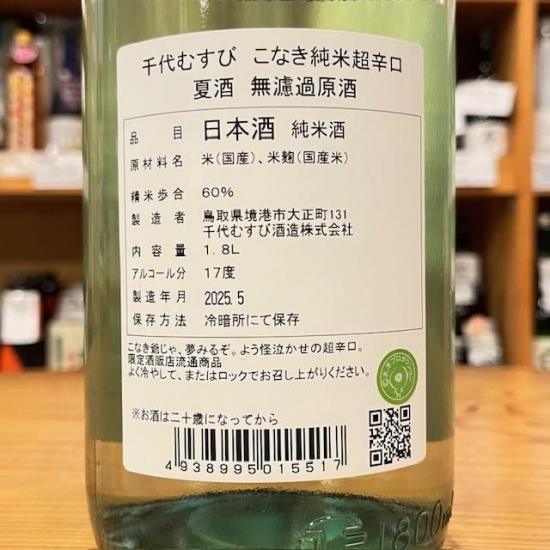 千代むすび こなき純米超辛口
夏酒 無濾過原酒
品目 日本酒 純米酒
原材料名 米(国産)、米麹(国産米)
精米歩合 60%
製造者 鳥取県境港市大正町131
千代むすび酒造株式会社
内容量 1.8L
アルコール分 17度
製造年月 2025.5
保存方法 冷暗所にて保存
こなき爺じゃ、夢みるぞ。よう怪泣かせの超辛口。
限定酒販店流通商品
よく冷やして、またはロックでお召し上がりください。
※お酒は二十歳になってから
4938995015517
1800ml